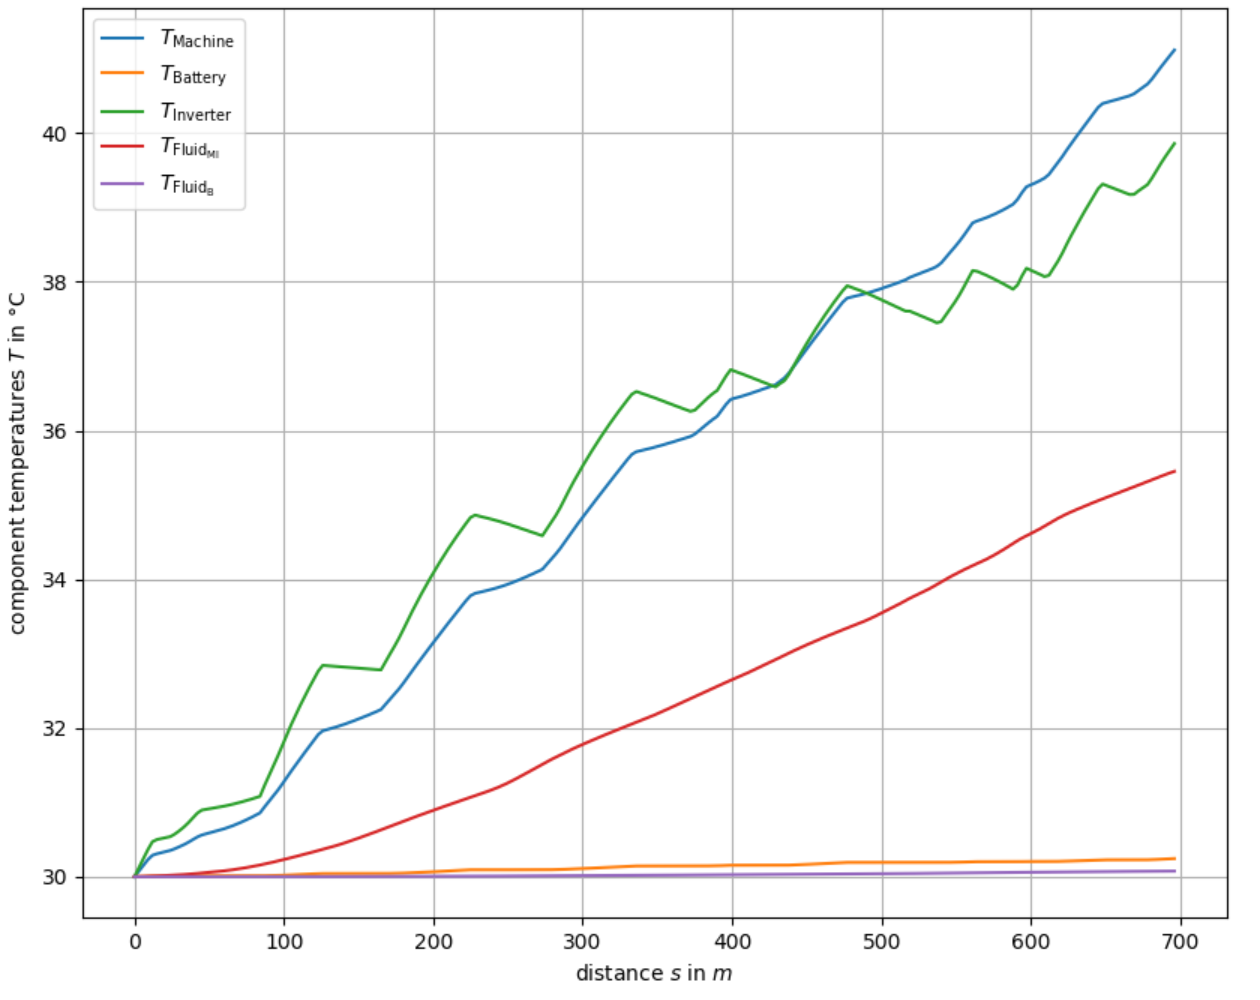 T_Machine
T_Battery
T_Inverter
T_Fluid_MI
T_Fluid_B
component temperatures T in °C
40
38
36
34
32
30
0 100 200 300 400 500 600 700
distance s in m